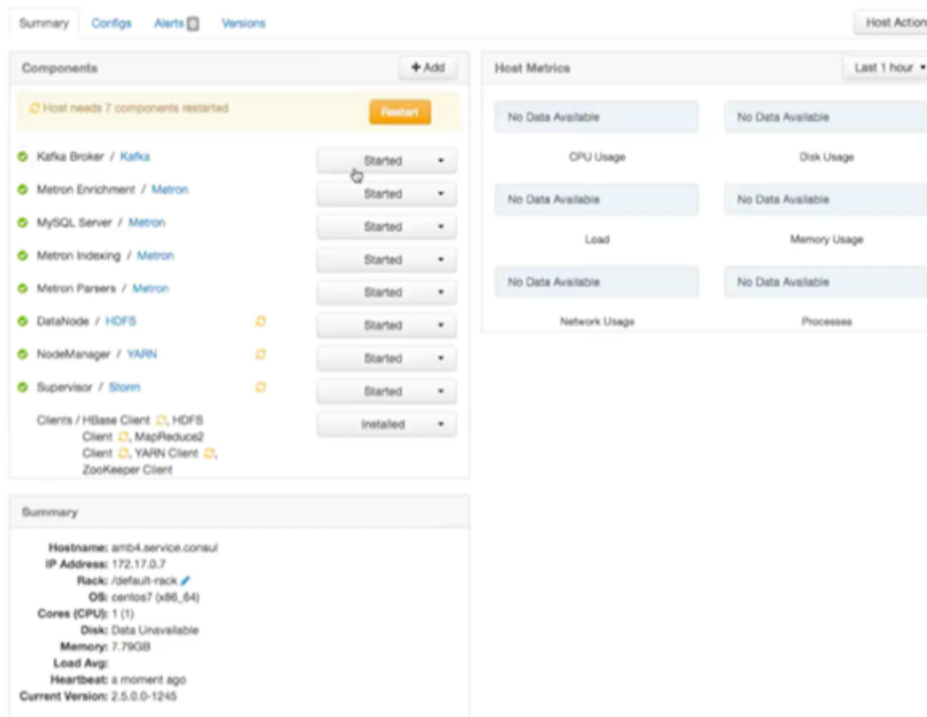 Summary Configs Alerts 0 Versions
Host Action
Components
+ Add
Host needs 7 components restarted
Restart
Kafka Broker / Kafka
Started
Metron Enrichment / Metron
Started
MySQL Server / Metron
Started
Metron Indexing / Metron
Started
Metron Parsers / Metron
Started
DataNode / HDFS
Started
NodeManager / YARN
Started
Supervisor / Storm
Started
Clients / HBase Client , HDFS
Client , MapReduce2
Client , YARN Client ,
ZooKeeper Client
Installed
Host Metrics
Last 1 hour
No Data Available
No Data Available
CPU Usage
Disk Usage
No Data Available
No Data Available
Load
Memory Usage
No Data Available
No Data Available
Network Usage
Processes
Summary
Hostname: amb4.service.consul
IP Address: 172.17.0.7
Rack: /default-rack
OS: centos7 (x86_64)
Cores (CPU): 1 (1)
Disk: Data Unavailable
Memory: 7.79GB
Load Avg:
Heartbeat: a moment ago
Current Version: 2.5.0.0-1245